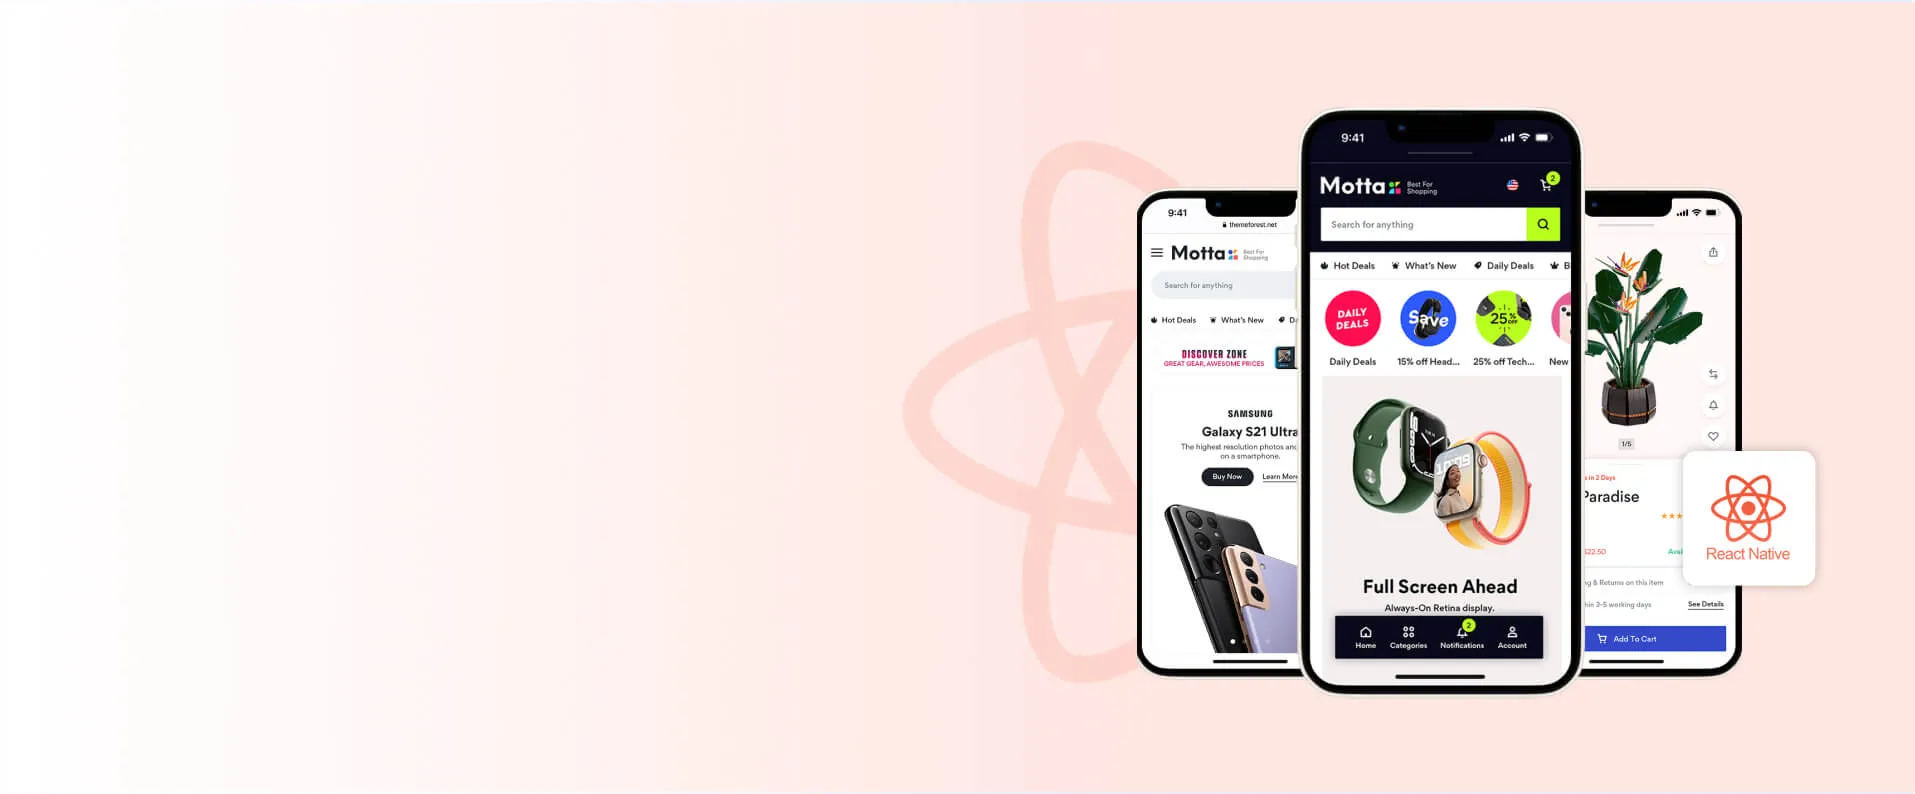 9:41
themeforest.net
Motta Best For Shopping
Search for anything
Hot Deals What's New
DISCOVER ZONE
GREAT GEAR, AWESOME PRICES
SAMSUNG
Galaxy S21 Ultra
The highest resolution photos and
on a smartphone.
Buy Now Learn More
9:41
Motta Best For Shopping
2
Search for anything
Hot Deals What's New Daily Deals B
DAILY
DEALS
Save
25% OFF
Daily Deals 15% off Head... 25% off Tech... New
10:09
Full Screen Ahead
Always-On Retina display.
2
Home Categories Notifications Account
1/5
s in 2 Days
Paradise
$22.50
ng & Returns on this item
hin 3-5 working days See Details
Add To Cart
React Native